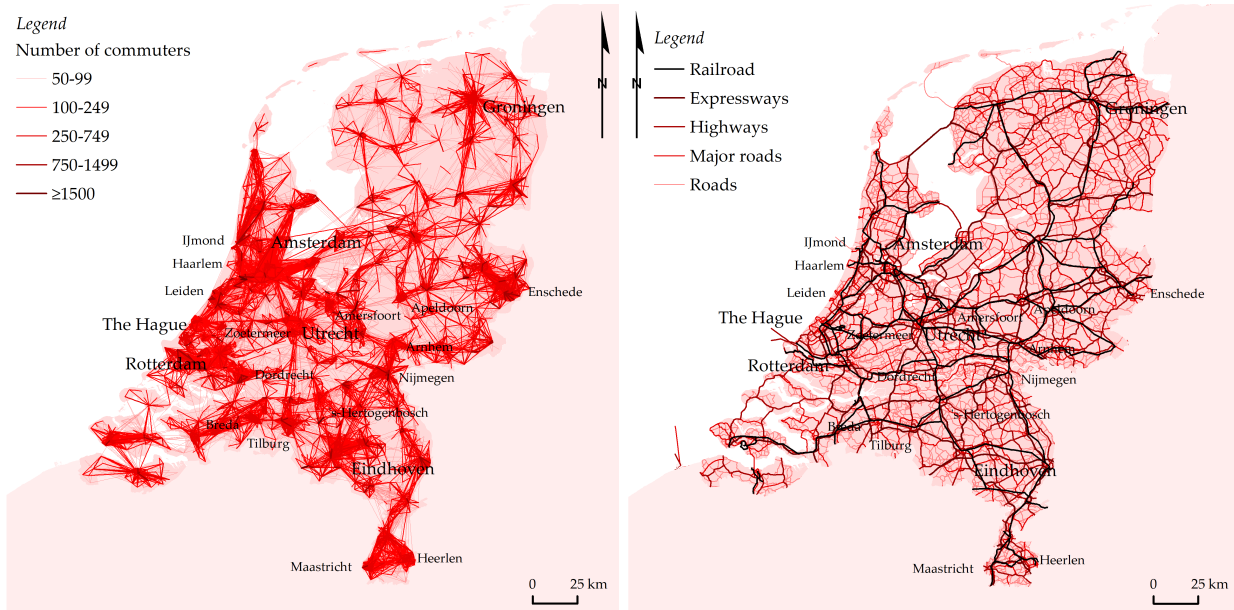 Legend
Number of commuters
50-99
100-249
250-749
750-1499
≥1500
N
Groningen
IJmond
Amsterdam
Haarlem
Leiden
Enschede
Apeldoorn
Amersfoort
The Hague
Zoetermeer
Utrecht
Arnhem
Rotterdam
Dordrecht
Nijmegen
's-Hertogenbosch
Breda
Tilburg
Eindhoven
Heerlen
Maastricht
0 25 km
N
Legend
Railroad
Expressways
Highways
Major roads
Roads
Groningen
IJmond
Amsterdam
Haarlem
Leiden
Enschede
Apeldoorn
Amersfoort
The Hague
Zoetermeer
Utrecht
Arnhem
Rotterdam
Dordrecht
Nijmegen
's-Hertogenbosch
Breda
Tilburg
Eindhoven
Heerlen
Maastricht
0 25 km